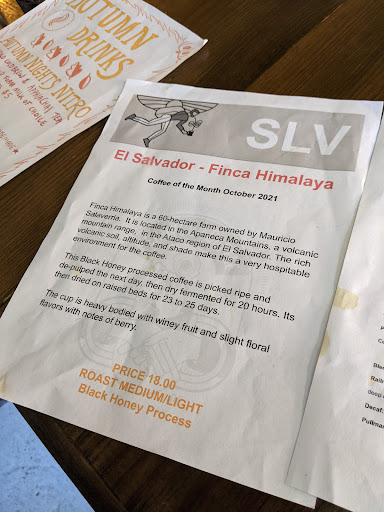 AUTUMN
DRINKS
AUTUMN NIGHTS NITRO
SLV
El Salvador - Finca Himalaya
Coffee of the Month October 2021
Finca Himalaya is a 60-hectare farm owned by Mauricio
Salaverria. It is located in the Apaneca Mountains, a volcanic
mountain range, in the Ataco region of El Salvador. The rich
volcanic soil, altitude, and shade make this a very hospitable
environment for the coffee.
This Black Honey processed coffee is picked ripe and
de-pulped the next day, then dry fermented for 20 hours. Its
then dried on raised beds for 23 to 25 days.
The cup is heavy bodied with winey fruit and slight floral
flavors with notes of berry.
PRICE 18.00
ROAST MEDIUM/LIGHT
Black Honey Process